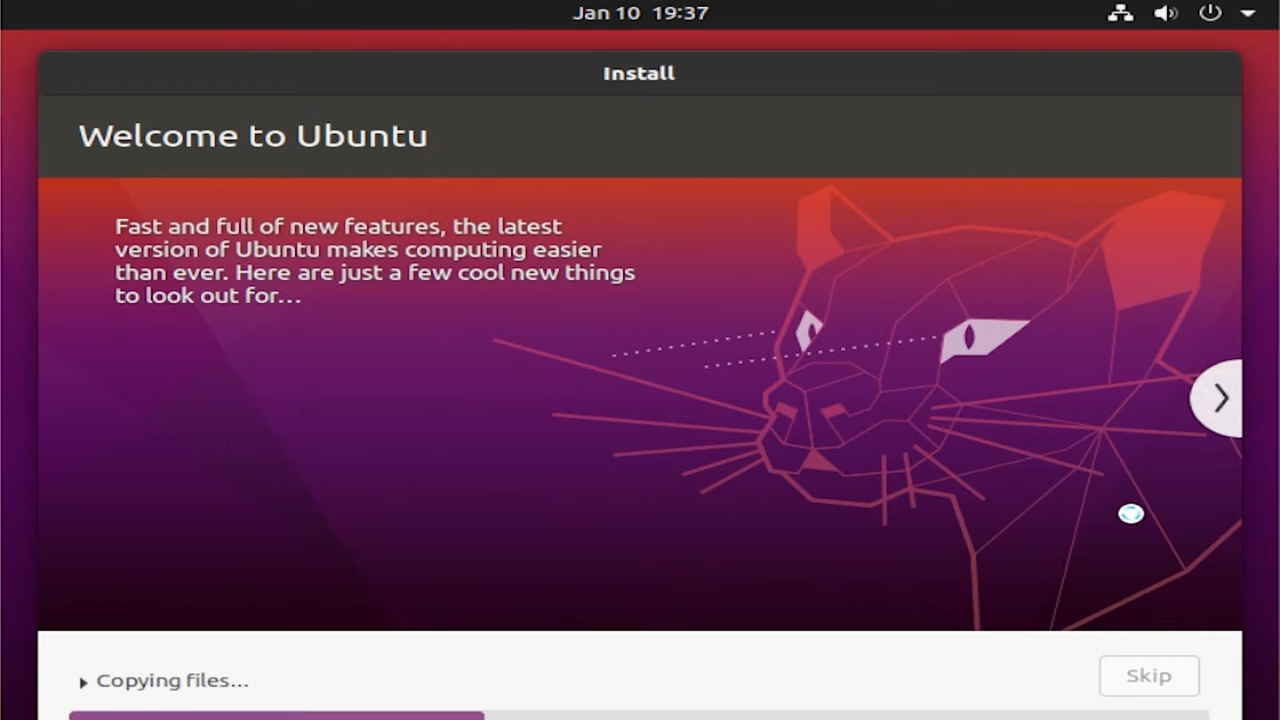 Jan 10 19:37
Install
Welcome to Ubuntu
Fast and full of new features, the latest
version of Ubuntu makes computing easier
than ever. Here are just a few cool new things
to look out for...
Copying files...
Skip